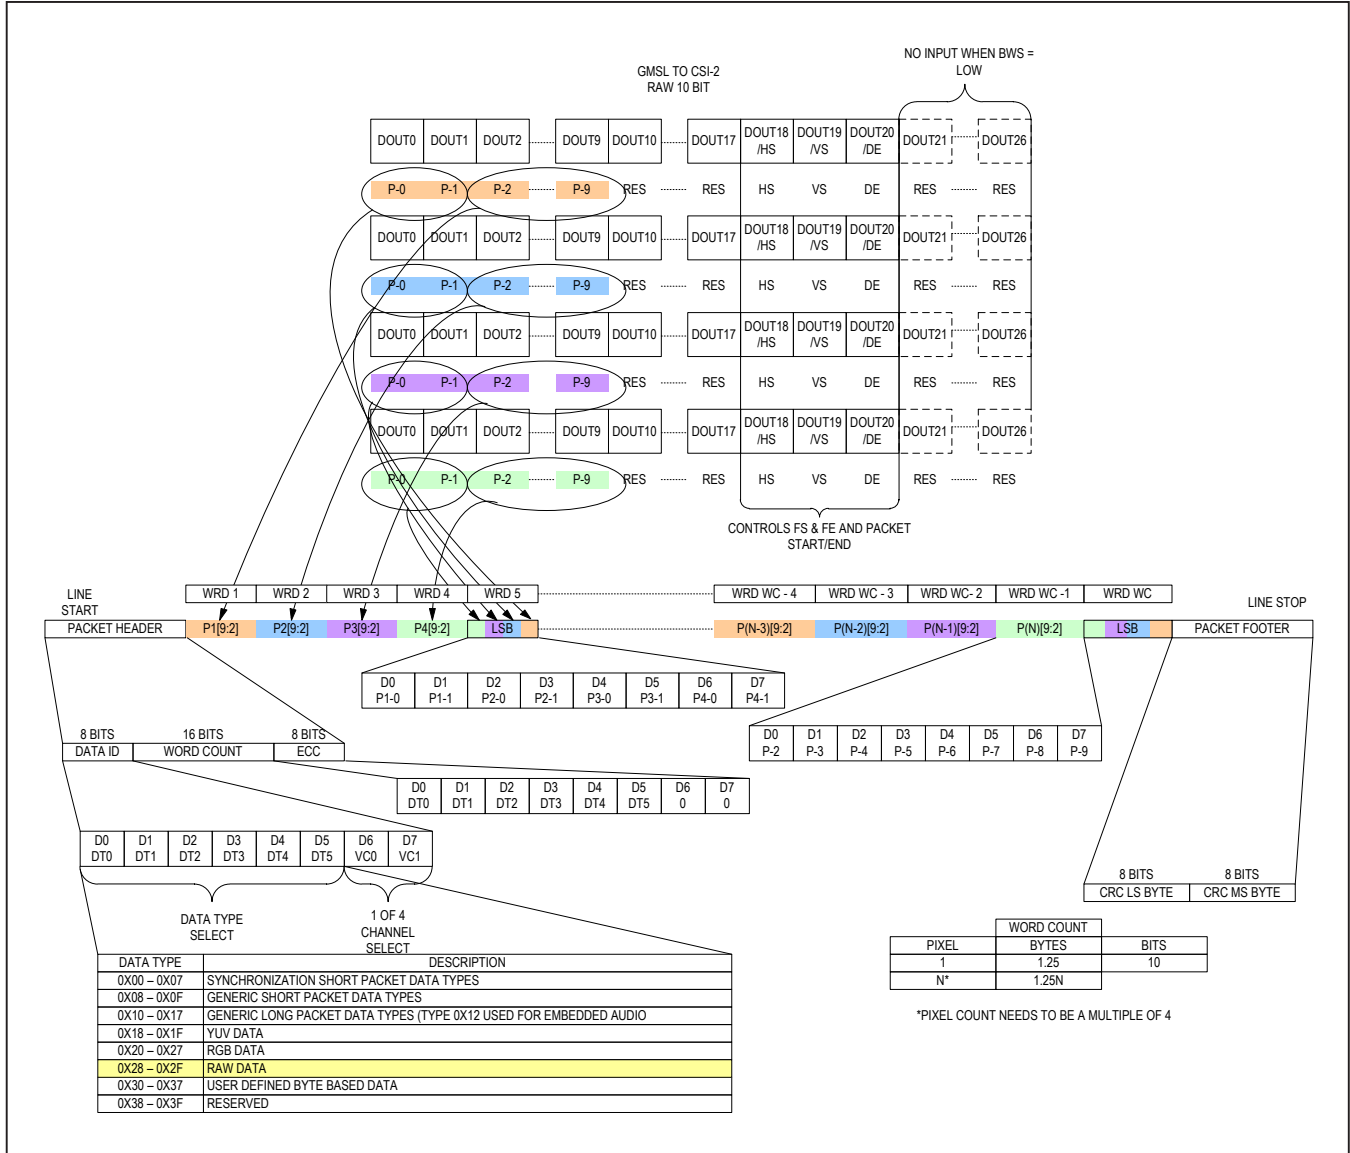 NO INPUT WHEN BWS =
LOW
GMSL TO CSI-2
RAW 10 BIT
DOUT0 DOUT1 DOUT2 DOUT9 DOUT10 DOUT17 DOUT18 /HS DOUT19 /VS DOUT20 /DE DOUT21 DOUT26
P-0 P-1 P-2 P-9 RES RES HS VS DE RES RES
DOUT0 DOUT1 DOUT2 DOUT9 DOUT10 DOUT17 DOUT18 /HS DOUT19 /VS DOUT20 /DE DOUT21 DOUT26
P-0 P-1 P-2 P-9 RES RES HS VS DE RES RES
DOUT0 DOUT1 DOUT2 DOUT9 DOUT10 DOUT17 DOUT18 /HS DOUT19 /VS DOUT20 /DE DOUT21 DOUT26
P-0 P-1 P-2 P-9 RES RES HS VS DE RES RES
DOUT0 DOUT1 DOUT2 DOUT9 DOUT10 DOUT17 DOUT18 /HS DOUT19 /VS DOUT20 /DE DOUT21 DOUT26
P-0 P-1 P-2 P-9 RES RES HS VS DE RES RES
CONTROLS FS & FE AND PACKET
START/END
LINE
START
WRD 1 WRD 2 WRD 3 WRD 4 WRD 5 WRD WC - 4 WRD WC - 3 WRD WC- 2 WRD WC -1 WRD WC
LINE STOP
PACKET HEADER P1[9:2] P2[9:2] P3[9:2] P4[9:2] LSB P(N-3)[9:2] P(N-2)[9:2] P(N-1)[9:2] P(N)[9:2] LSB PACKET FOOTER
D0 D1 D2 D3 D4 D5 D6 D7
P1-0 P1-1 P2-0 P2-1 P3-0 P3-1 P4-0 P4-1
D0 D1 D2 D3 D4 D5 D6 D7
P-2 P-3 P-4 P-5 P-6 P-7 P-8 P-9
8 BITS 16 BITS 8 BITS
DATA ID WORD COUNT ECC
D0 D1 D2 D3 D4 D5 D6 D7
DT0 DT1 DT2 DT3 DT4 DT5 0 0
D0 D1 D2 D3 D4 D5 D6 D7
DT0 DT1 DT2 DT3 DT4 DT5 VC0 VC1
8 BITS 8 BITS
CRC LS BYTE CRC MS BYTE
DATA TYPE
SELECT
1 OF 4
CHANNEL
SELECT
WORD COUNT
PIXEL BYTES BITS
1 1.25 10
N* 1.25N
*PIXEL COUNT NEEDS TO BE A MULTIPLE OF 4
DATA TYPE DESCRIPTION
0X00 – 0X07 SYNCHRONIZATION SHORT PACKET DATA TYPES
0X08 – 0X0F GENERIC SHORT PACKET DATA TYPES
0X10 – 0X17 GENERIC LONG PACKET DATA TYPES (TYPE 0X12 USED FOR EMBEDDED AUDIO
0X18 – 0X1F YUV DATA
0X20 – 0X27 RGB DATA
0X28 – 0X2F RAW DATA
0X30 – 0X37 USER DEFINED BYTE BASED DATA
0X38 – 0X3F RESERVED